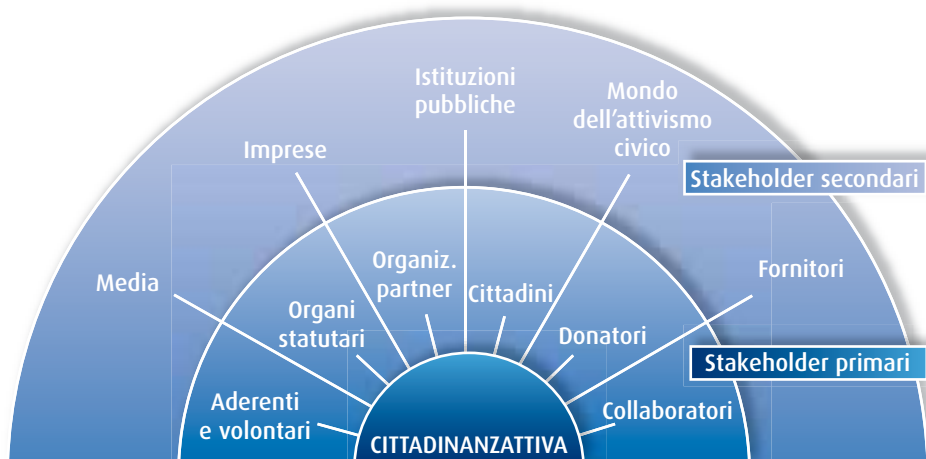 Istituzioni
pubbliche
Mondo
dell'attivismo
civico
Imprese
Stakeholder secondari
Media
Fornitori
Organiz.
partner
Cittadini
Organi
statutari
Donatori
Stakeholder primari
Aderenti
e volontari
Collaboratori
CITTADINANZATTIVA